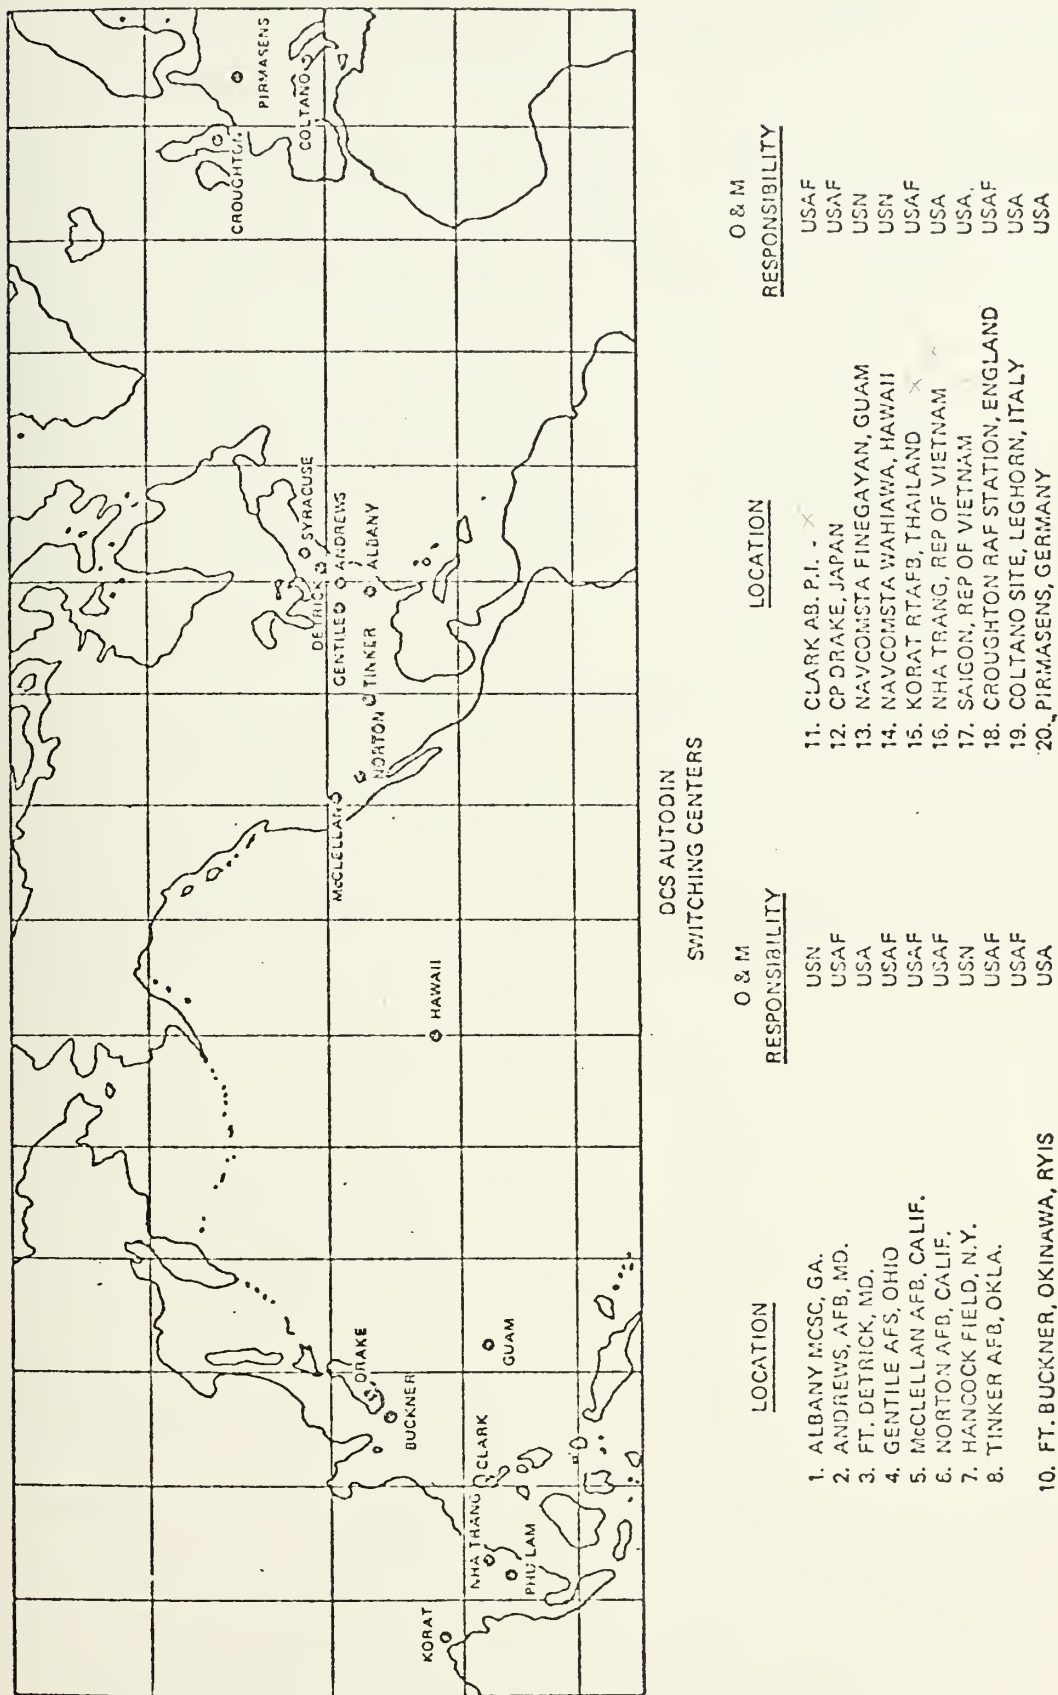 PIRMASENS
CROUGHTON
COLTANO
SYRACUSE
DETRICK
GENTILE
ANDREWS
ALBANY
TINKER
NORTON
McCLELLAN
HAWAII
DRAKE
BUCKNER
GUAM
CLARK
NHA TRANG
PHU LAM
KORAT
DCS AUTODIN
SWITCHING CENTERS
LOCATION O & M RESPONSIBILITY LOCATION O & M RESPONSIBILITY
1. ALBANY MCSC, GA. USN 11. CLARK AB. P.I. - x USAF
2. ANDREWS, AFB, MD. USAF 12. CP DRAKE, JAPAN USAF
3. FT. DETRICK, MD. USA 13. NAVCOMSTA FINEGAYAN, GUAM USN
4. GENTILE AFS, OHIO USAF 14. NAVCOMSTA WAHIAWA, HAWAII USN
5. McCLELLAN AFB, CALIF. USAF 15. KORAT RTAFB, THAILAND x USAF
6. NORTON AFB, CALIF. USAF 16. NHA TRANG, REP OF VIETNAM USA
7. HANCOCK FIELD, N.Y. USN 17. SAIGON, REP OF VIETNAM USA,
8. TINKER AFB, OKLA. USAF 18. CROUGHTON RAF STATION, ENGLAND USAF
USAF 19. COLTANO SITE, LEGHORN, ITALY USA
10. FT. BUCKNER, OKINAWA, RYIS USA 20. PIRMASENS, GERMANY USA